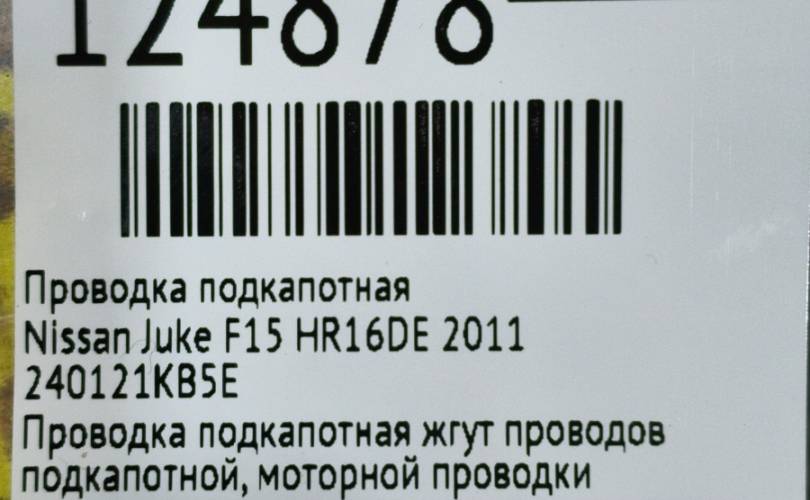 124878
Проводка подкапотная
Nissan Juke F15 HR16DE 2011
240121KB5E
Проводка подкапотная жгут проводов
подкапотной, моторной проводки